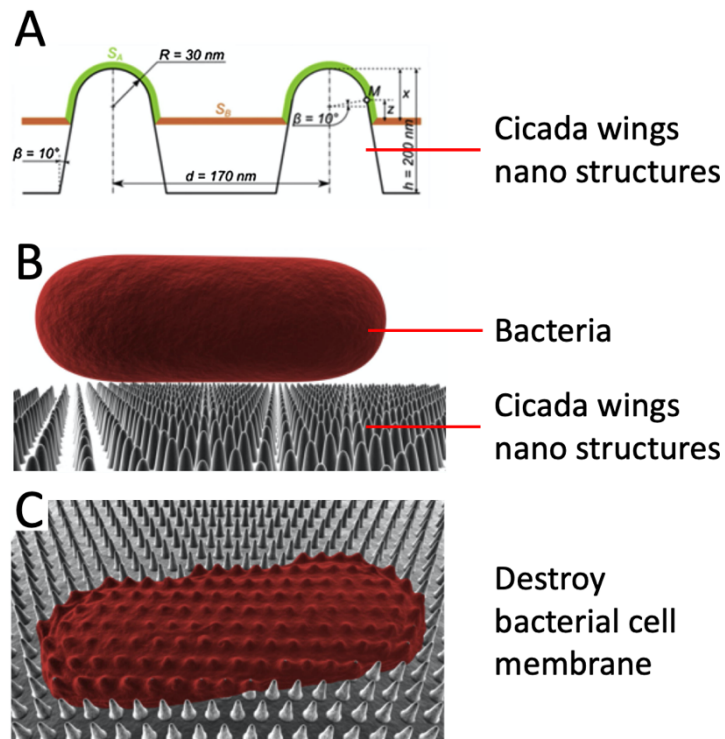 A
S_A
R = 30 nm
S_B
M
β = 10°
z
x
h = 200 nm
β = 10°
d = 170 nm
Cicada wings
nano structures
B
Bacteria
Cicada wings
nano structures
C
Destroy
bacterial cell
membrane